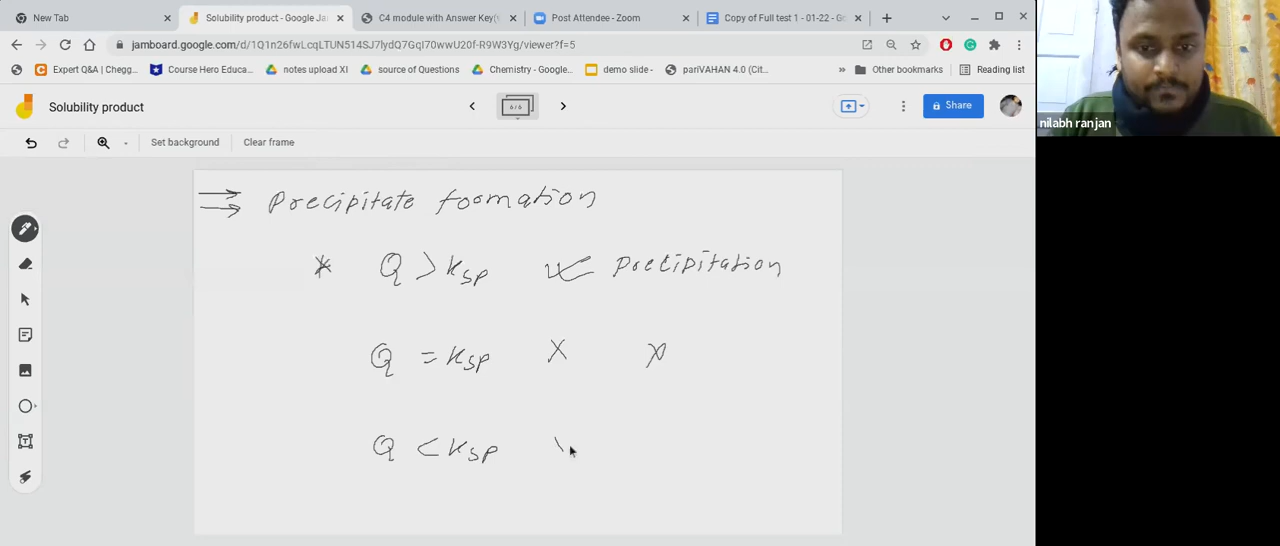 New Tab
Solubility product - Google Ja
C4 module with Answer Key(
Post Attendee - Zoom
Copy of Full test 1 - 01-22 - Go
jamboard.google.com/d/1Q1n26fwLcqLTUN514SJ7lydQ7GqI70wwU20f-R9W3Yg/viewer?f=5
Expert Q&A | Chegg...
Course Hero Educa...
notes upload XI
source of Questions
Chemistry - Google...
demo slide -
pariVAHAN 4.0 (Cit...
» Other bookmarks
Reading list
Solubility product
6/6
Share
nilabh ranjan
Set background
Clear frame
⇒ Precipitate formation
* Q > Ksp ✓ Precipitation
Q = Ksp X X
Q < Ksp